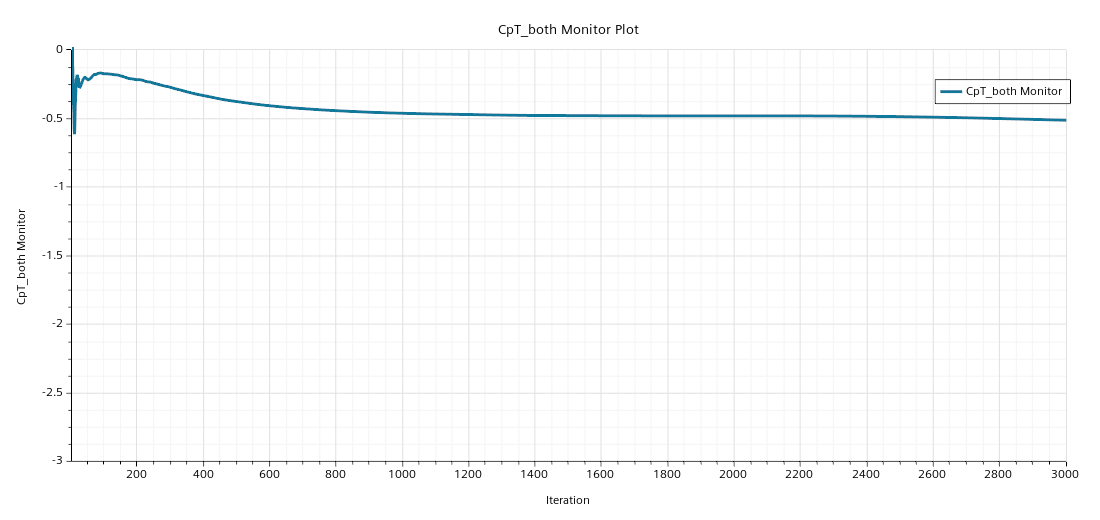 CpT_both Monitor Plot
0
-0.5
-1
-1.5
-2
-2.5
-3
CpT_both Monitor
CpT_both Monitor
200 400 600 800 1000 1200 1400 1600 1800 2000 2200 2400 2600 2800 3000
Iteration